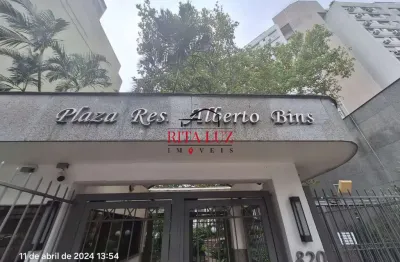 Plaza Res. Alberto Bins
RITA LUZ
IMÓVEIS
820
11 de abril de 2024 13:54